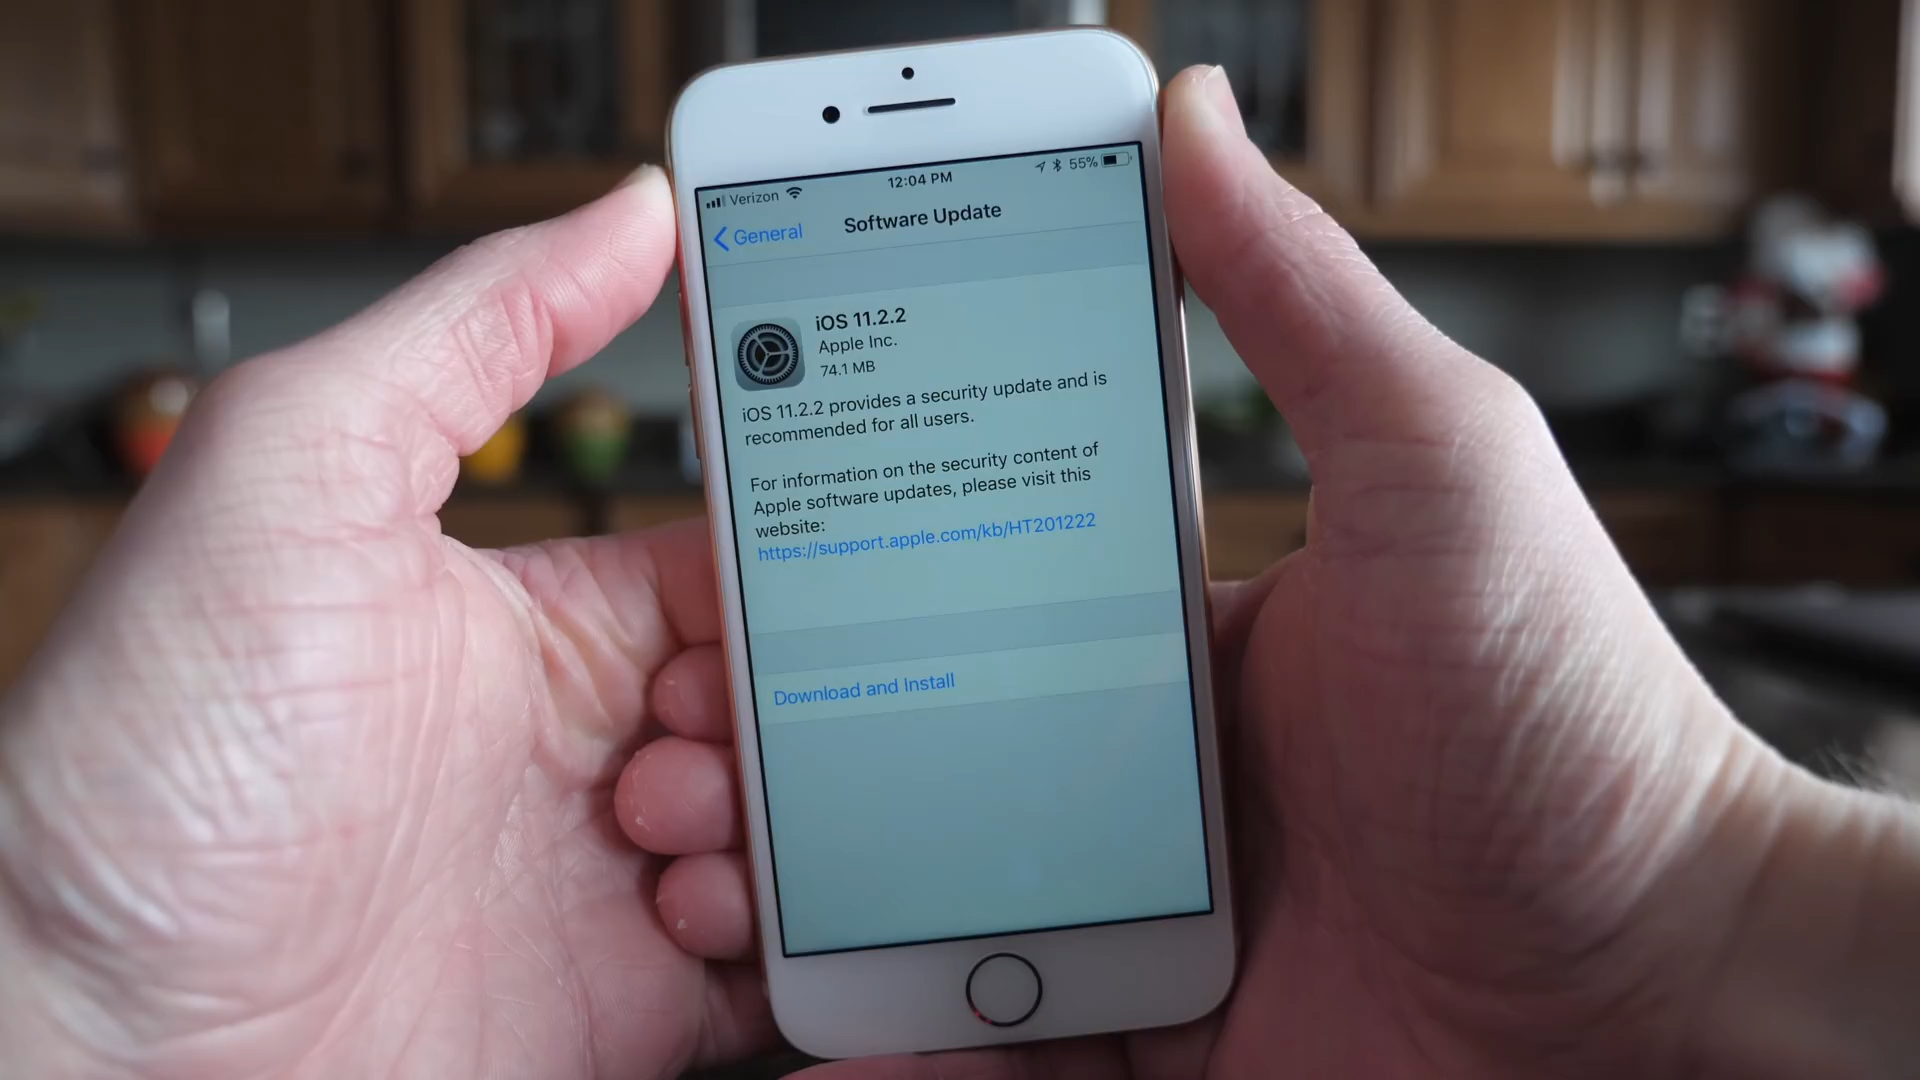 Verizon 12:04 PM 55%
General Software Update
iOS 11.2.2
Apple Inc.
74.1 MB
iOS 11.2.2 provides a security update and is
recommended for all users.
For information on the security content of
Apple software updates, please visit this
website:
https://support.apple.com/kb/HT201222
Download and Install